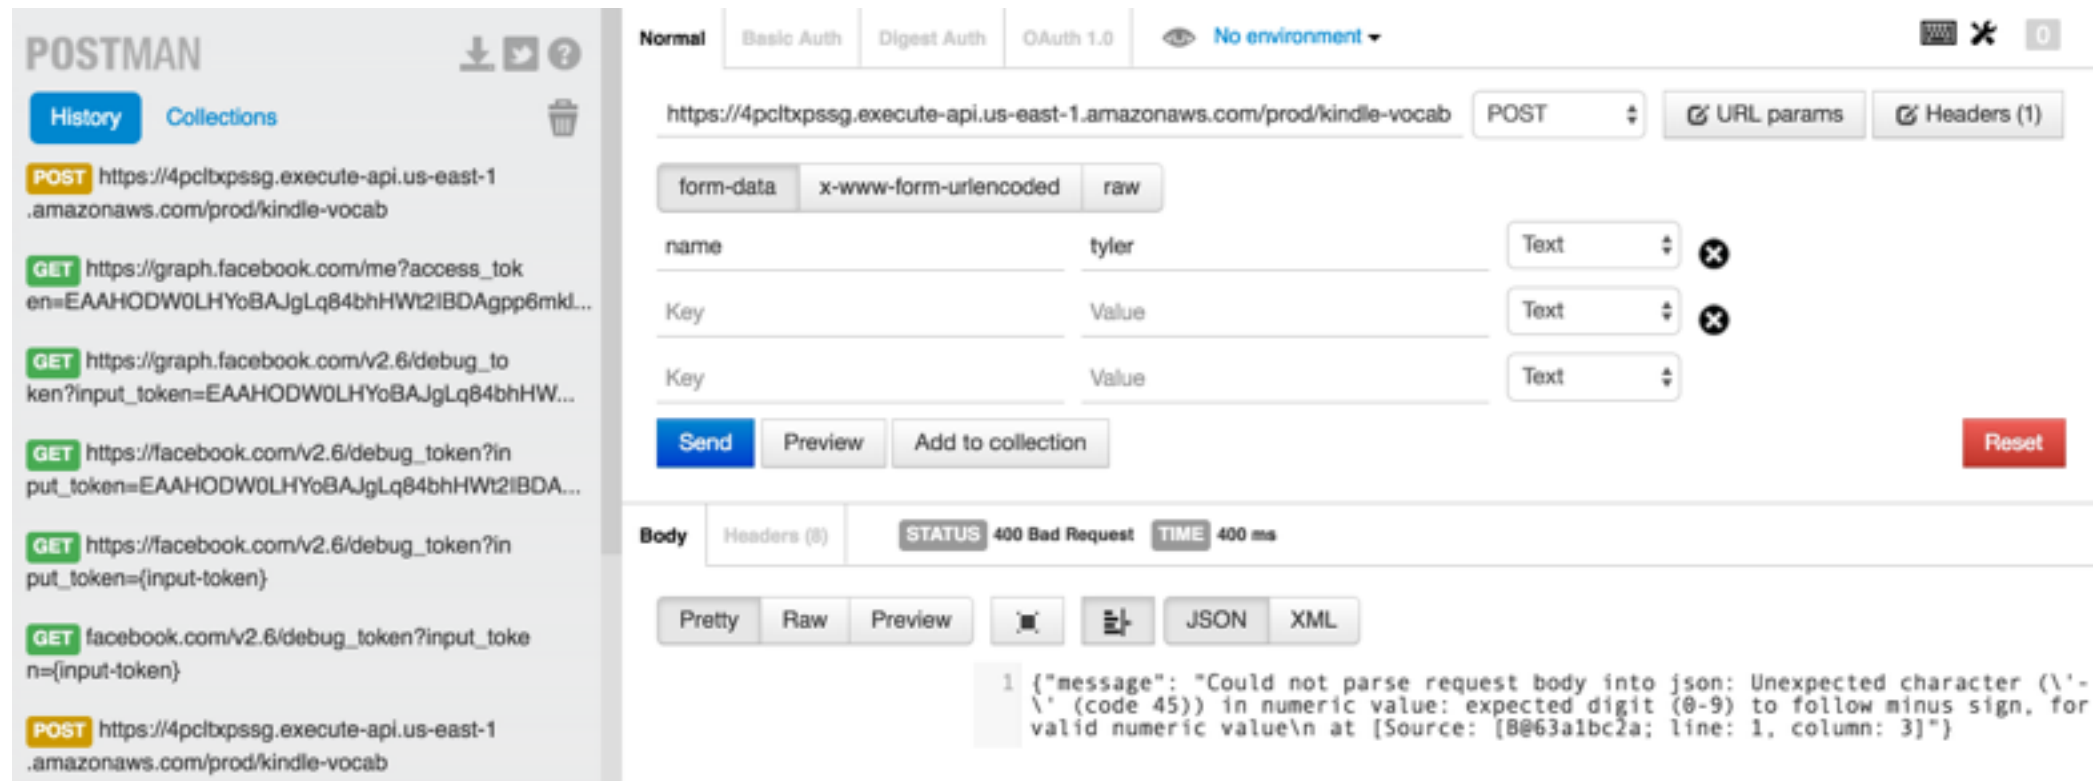 POSTMAN
History
Collections
POST https://4pcltxpssg.execute-api.us-east-1
.amazonaws.com/prod/kindle-vocab
GET https://graph.facebook.com/me?access_tok
en=EAAHODW0LHYoBAJgLq84bhHWt2IBDAgpp6mkI...
GET https://graph.facebook.com/v2.6/debug_to
ken?input_token=EAAHODW0LHYoBAJgLq84bhHW...
GET https://facebook.com/v2.6/debug_token?in
put_token=EAAHODW0LHYoBAJgLq84bhHWt2IBDA...
GET https://facebook.com/v2.6/debug_token?in
put_token={input-token}
GET facebook.com/v2.6/debug_token?input_toke
n={input-token}
POST https://4pcltxpssg.execute-api.us-east-1
.amazonaws.com/prod/kindle-vocab
Normal Basic Auth Digest Auth OAuth 1.0 No environment 0
https://4pcltxpssg.execute-api.us-east-1.amazonaws.com/prod/kindle-vocab POST URL params Headers (1)
form-data x-www-form-urlencoded raw
name tyler Text
Key Value Text
Key Value Text
Send Preview Add to collection Reset
Body Headers (8) STATUS 400 Bad Request TIME 400 ms
Pretty Raw Preview JSON XML
1 {"message": "Could not parse request body into json: Unexpected character (\'-
\' (code 45)) in numeric value: expected digit (0-9) to follow minus sign, for
valid numeric value\n at [Source: [B@63a1bc2a; line: 1, column: 3]"}